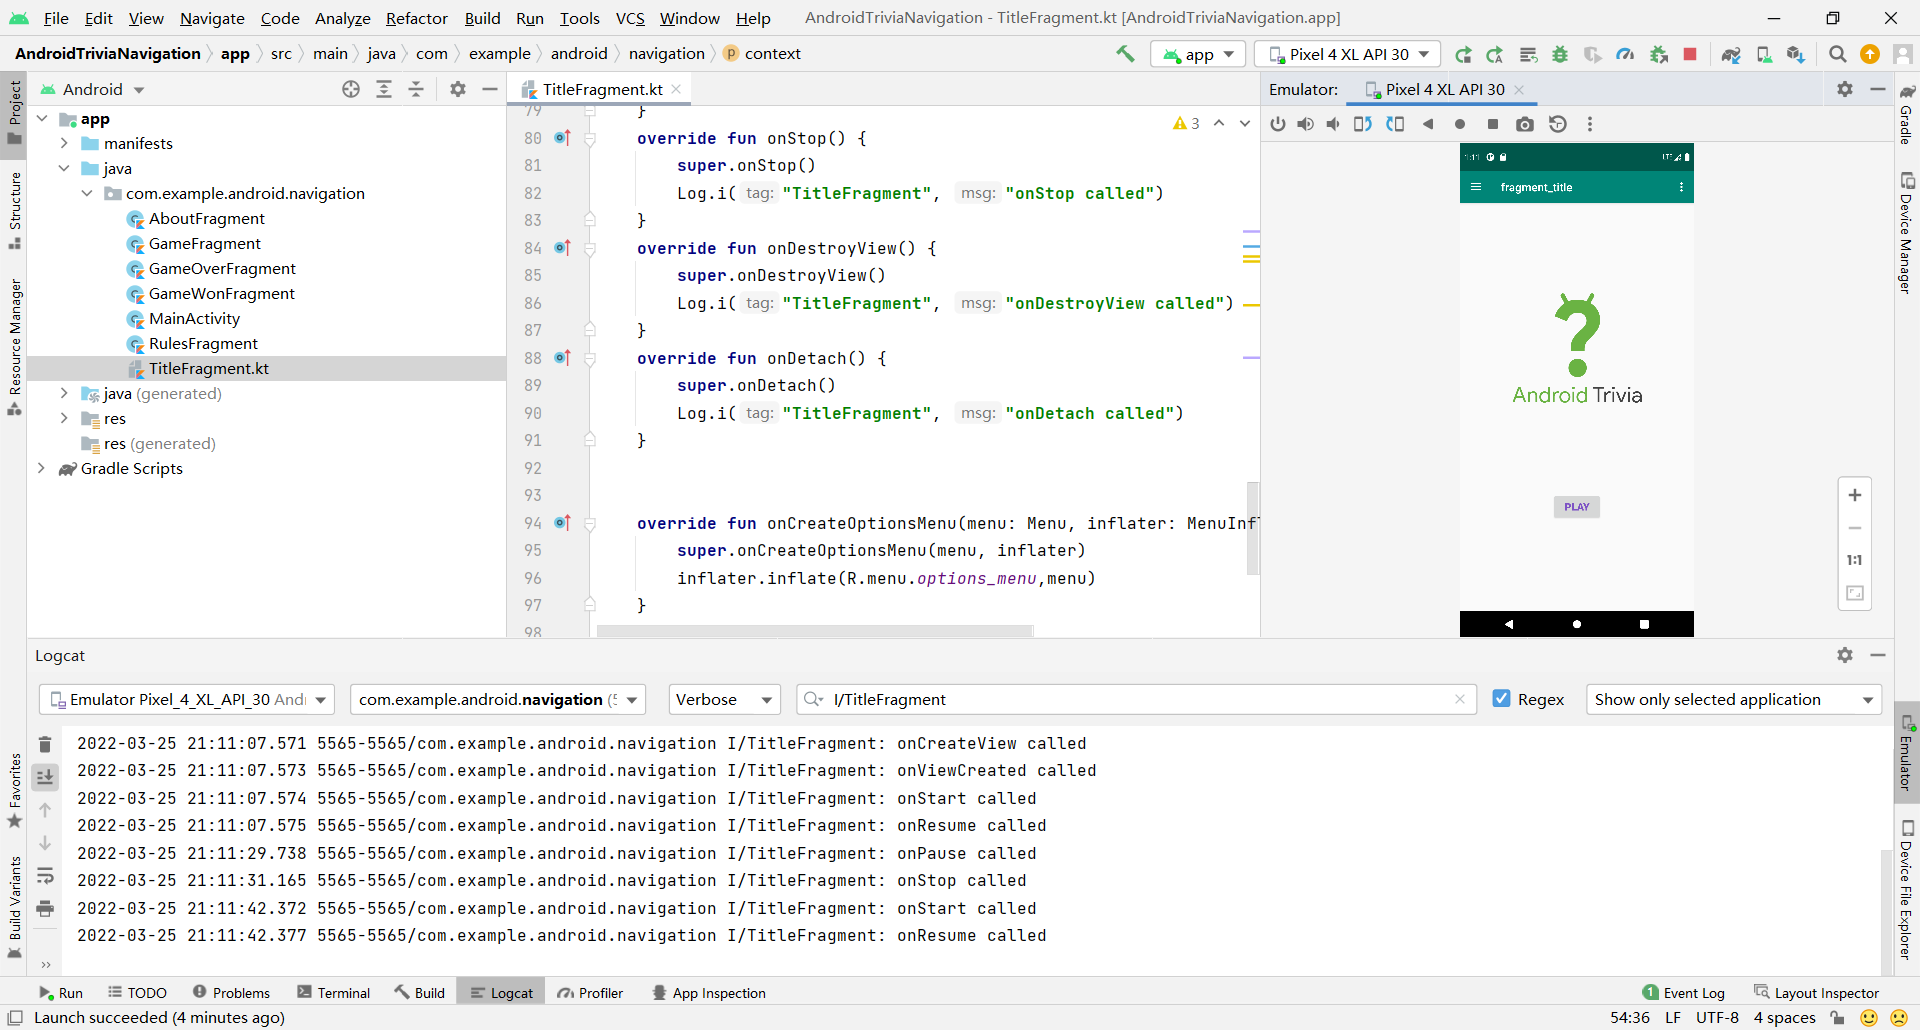 File Edit View Navigate Code Analyze Refactor Build Run Tools VCS Window Help AndroidTriviaNavigation - TitleFragment.kt [AndroidTriviaNavigation.app]
AndroidTriviaNavigation app src main java com example android navigation context app Pixel 4 XL API 30
Project
Structure
Resource Manager
Favorites
Build Variants
Android
app
manifests
java
com.example.android.navigation
AboutFragment
GameFragment
GameOverFragment
GameWonFragment
MainActivity
RulesFragment
TitleFragment.kt
java (generated)
res
res (generated)
Gradle Scripts
TitleFragment.kt
3
79 }
80 override fun onStop() {
81 super.onStop()
82 Log.i( tag: "TitleFragment", msg: "onStop called")
83 }
84 override fun onDestroyView() {
85 super.onDestroyView()
86 Log.i( tag: "TitleFragment", msg: "onDestroyView called")
87 }
88 override fun onDetach() {
89 super.onDetach()
90 Log.i( tag: "TitleFragment", msg: "onDetach called")
91 }
92
93
94 override fun onCreateOptionsMenu(menu: Menu, inflater: MenuInf
95 super.onCreateOptionsMenu(menu, inflater)
96 inflater.inflate(R.menu.options_menu,menu)
97 }
98
Emulator: Pixel 4 XL API 30
1:11 LTE
fragment_title
Android Trivia
PLAY
1:1
Gradle
Device Manager
Emulator
Device File Explorer
Logcat
Emulator Pixel_4_XL_API_30 And com.example.android.navigation (5 Verbose I/TitleFragment Regex Show only selected application
2022-03-25 21:11:07.571 5565-5565/com.example.android.navigation I/TitleFragment: onCreateView called
2022-03-25 21:11:07.573 5565-5565/com.example.android.navigation I/TitleFragment: onViewCreated called
2022-03-25 21:11:07.574 5565-5565/com.example.android.navigation I/TitleFragment: onStart called
2022-03-25 21:11:07.575 5565-5565/com.example.android.navigation I/TitleFragment: onResume called
2022-03-25 21:11:29.738 5565-5565/com.example.android.navigation I/TitleFragment: onPause called
2022-03-25 21:11:31.165 5565-5565/com.example.android.navigation I/TitleFragment: onStop called
2022-03-25 21:11:42.372 5565-5565/com.example.android.navigation I/TitleFragment: onStart called
2022-03-25 21:11:42.377 5565-5565/com.example.android.navigation I/TitleFragment: onResume called
Run TODO Problems Terminal Build Logcat Profiler App Inspection 1 Event Log Layout Inspector
Launch succeeded (4 minutes ago) 54:36 LF UTF-8 4 spaces